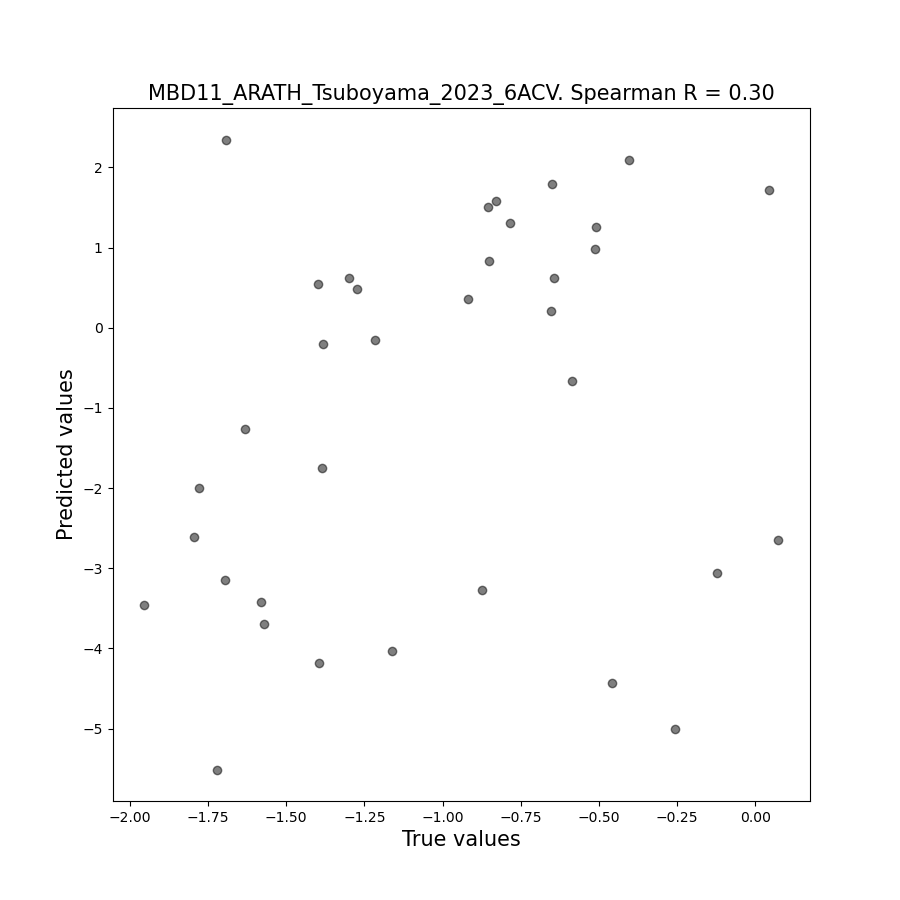 MBD11_ARATH_Tsuboyama_2023_6ACV. Spearman R = 0.30
2
1
0
−1
−2
−3
−4
−5
Predicted values
−2.00 −1.75 −1.50 −1.25 −1.00 −0.75 −0.50 −0.25 0.00
True values